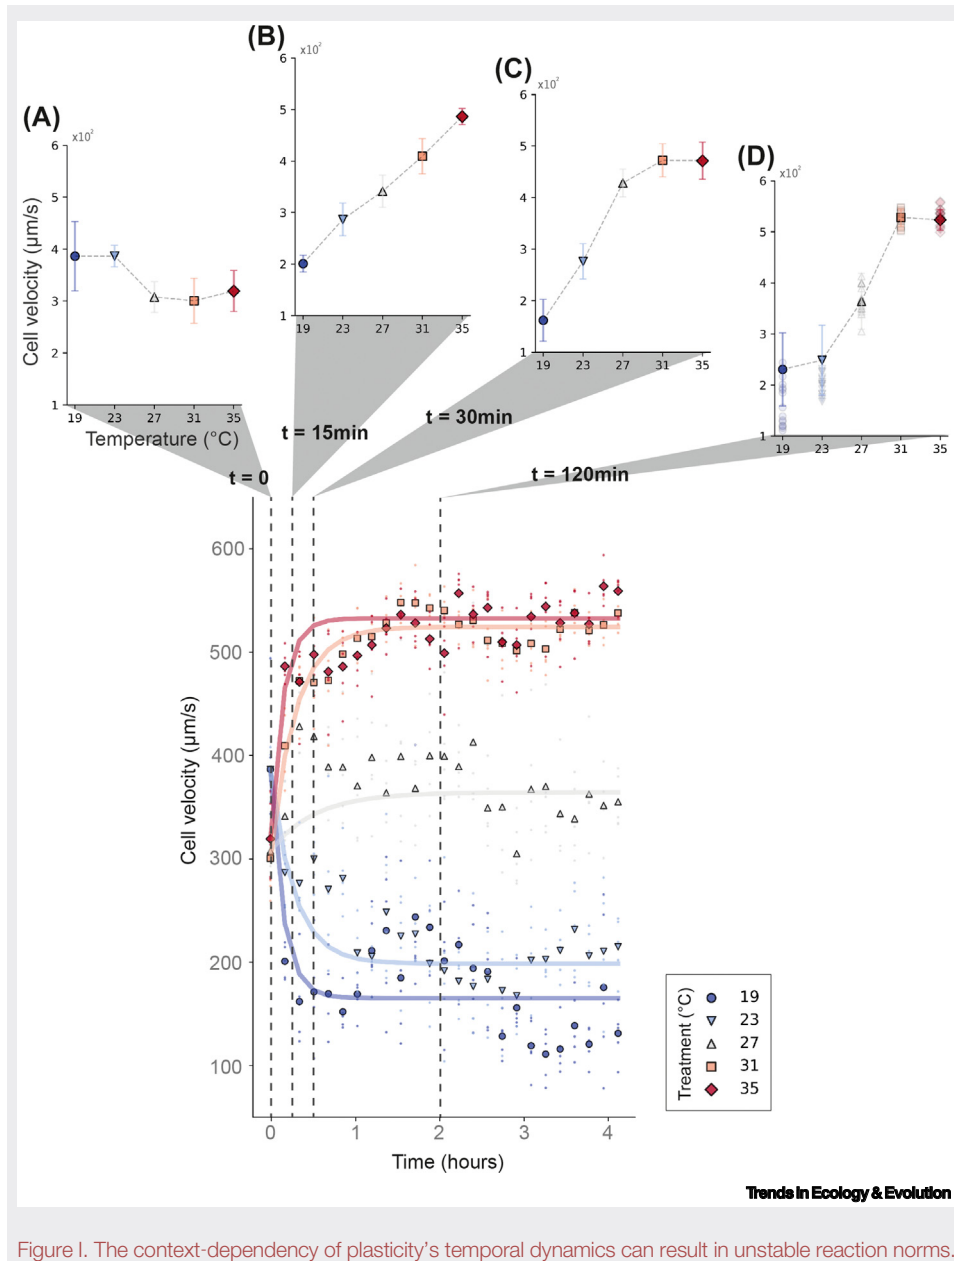 (A)
x10²
6
5
4
3
2
1
19 23 27 31 35
Cell velocity (µm/s)
Temperature (°C)
(B)
x10²
6
5
4
3
2
1
19 23 27 31 35
(C)
x10²
6
5
4
3
2
1
19 23 27 31 35
(D)
x10²
6
5
4
3
2
1
19 23 27 31 35
t = 0
t = 15min
t = 30min
t = 120min
600
500
400
300
200
100
Cell velocity (µm/s)
0 1 2 3 4
Time (hours)
Treatment (°C)
19
23
27
31
35
Trends in Ecology & Evolution
Figure I. The context-dependency of plasticity's temporal dynamics can result in unstable reaction norms.